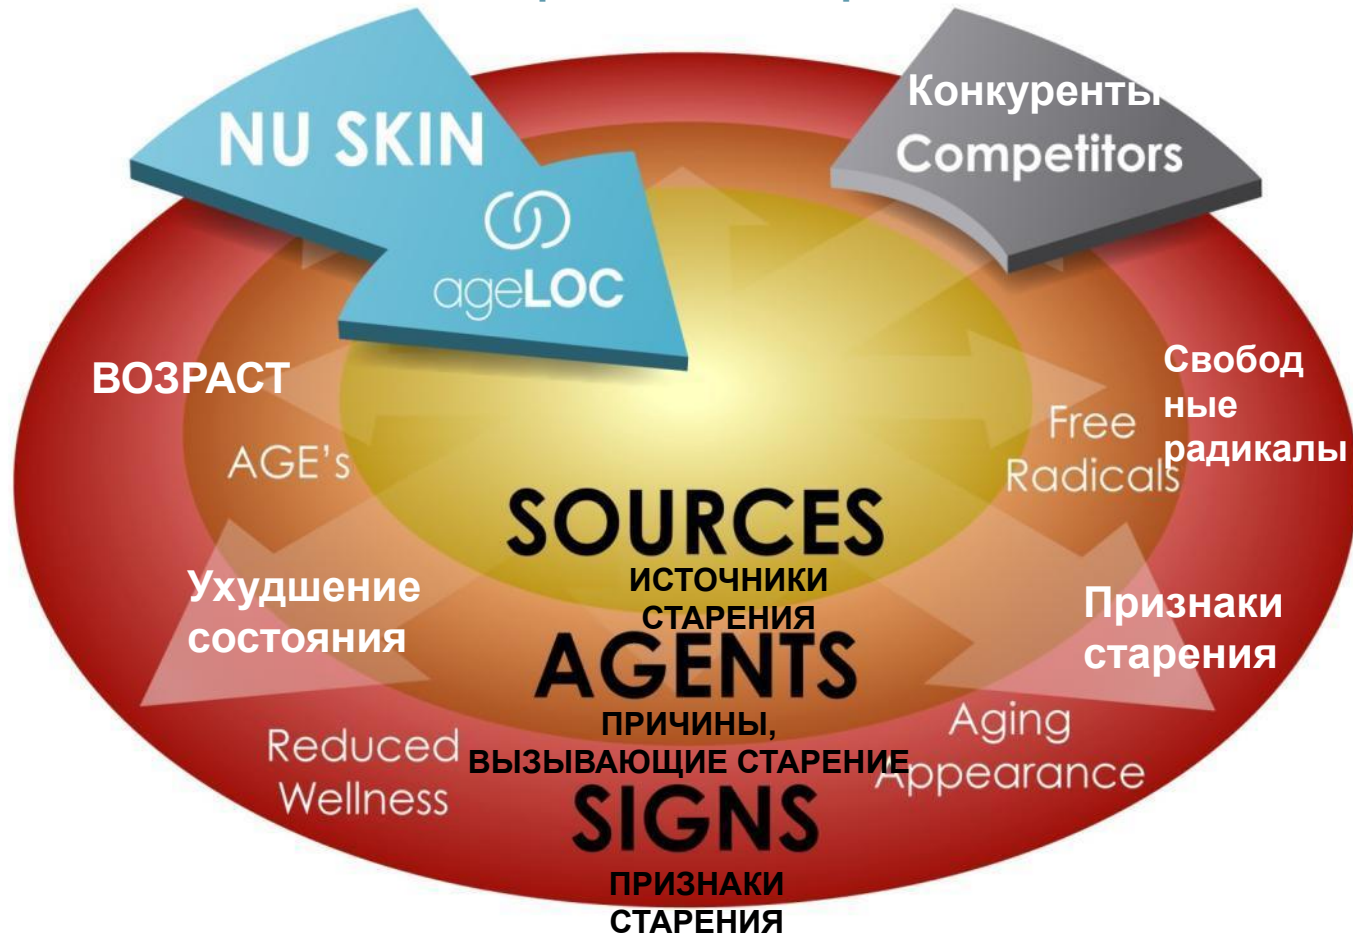 NU SKIN
ageLOC
Конкуренты
Competitors
ВОЗРАСТ
AGE's
Свобод
ные
радикалы
Free
Radicals
SOURCES
ИСТОЧНИКИ
СТАРЕНИЯ
Ухудшение
состояния
Признаки
старения
AGENTS
ПРИЧИНЫ,
ВЫЗЫВАЮЩИЕ СТАРЕНИЕ
Reduced
Wellness
Aging
Appearance
SIGNS
ПРИЗНАКИ
СТАРЕНИЯ